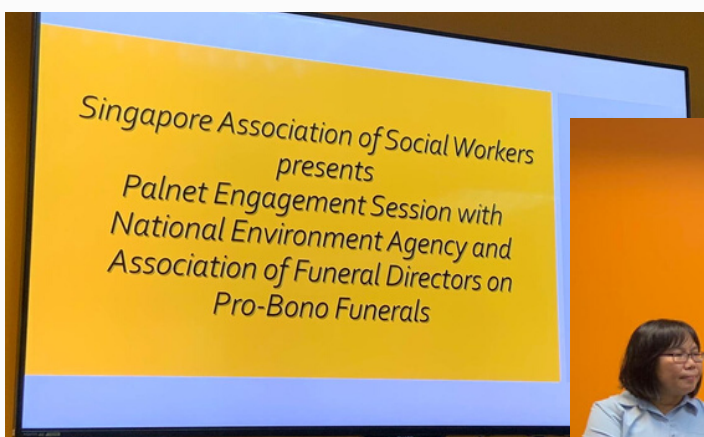 Singapore Association of Social Workers
presents
Palnet Engagement Session with
National Environment Agency and
Association of Funeral Directors on
Pro-Bono Funerals